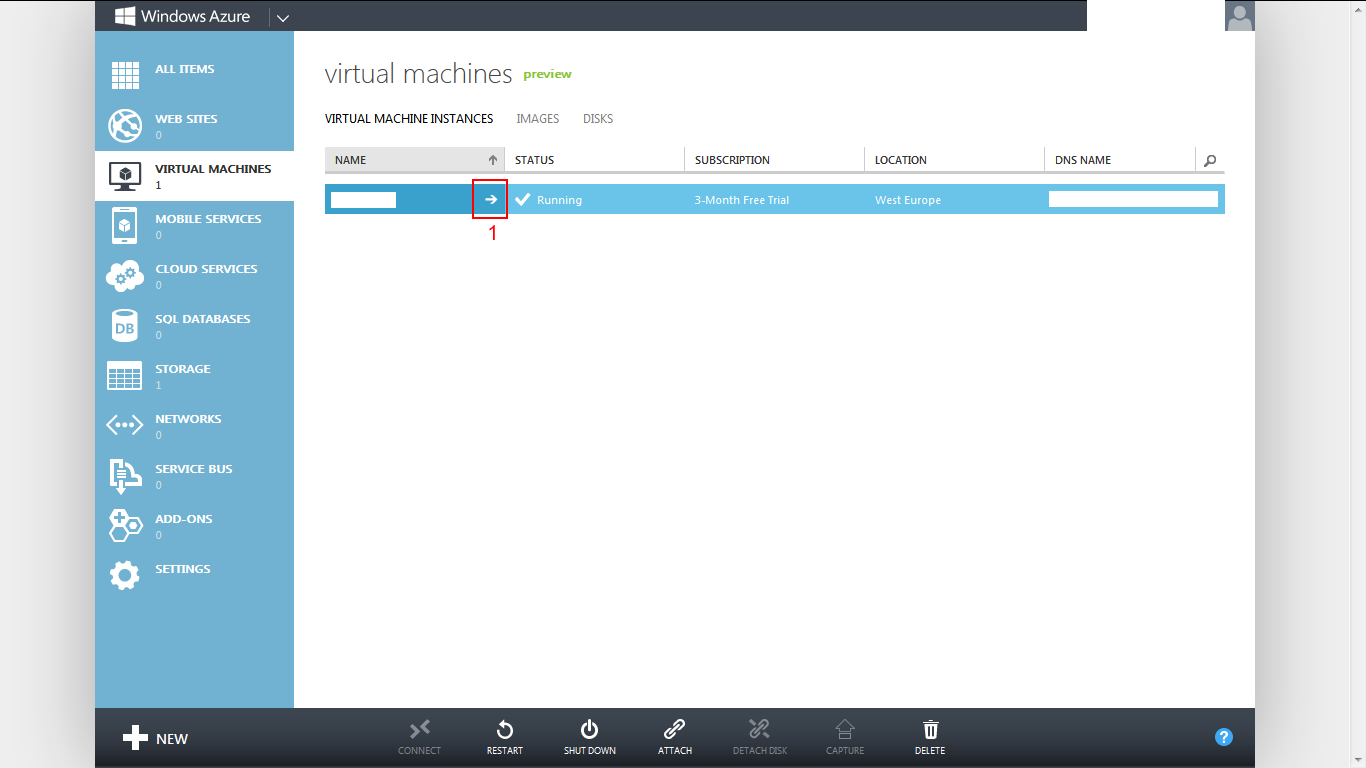 Windows Azure
ALL ITEMS
WEB SITES
0
VIRTUAL MACHINES
1
MOBILE SERVICES
0
CLOUD SERVICES
0
DB
SQL DATABASES
0
STORAGE
1
NETWORKS
0
SERVICE BUS
0
ADD-ONS
0
SETTINGS
virtual machines preview
VIRTUAL MACHINE INSTANCES IMAGES DISKS
NAME STATUS SUBSCRIPTION LOCATION DNS NAME
Running 3-Month Free Trial West Europe
1
NEW
CONNECT RESTART SHUT DOWN ATTACH DETACH DISK CAPTURE DELETE
?